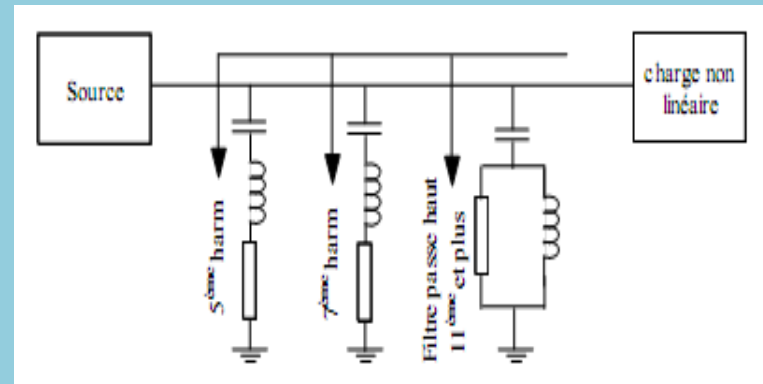 Source
charge non
linéaire
5ème harm
7ème harm
Filtre passe haut
11ème et plus